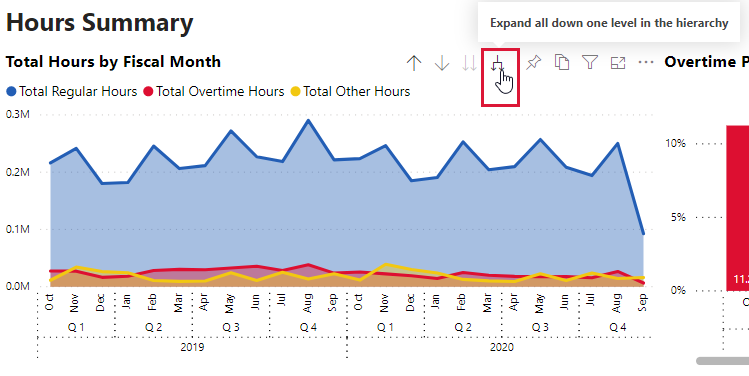 Hours Summary
Expand all down one level in the hierarchy
Total Hours by Fiscal Month
Overtime P
Total Regular Hours Total Overtime Hours Total Other Hours
0.3M
0.2M
0.1M
0.0M
Oct Nov Dec Jan Feb Mar Apr May Jun Jul Aug Sep Oct Nov Dec Jan Feb Mar Apr May Jun Jul Aug Sep
Q 1 Q 2 Q 3 Q 4 Q 1 Q 2 Q 3 Q 4
2019 2020
10%
5%
0%